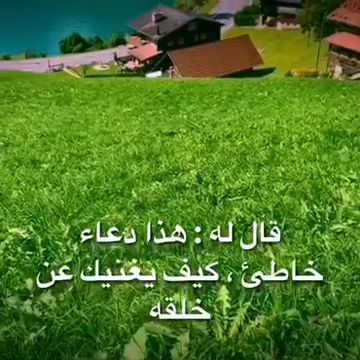 قال له : هذا دعاء
خاطئ ، كيف يغنيك عن
خلقه